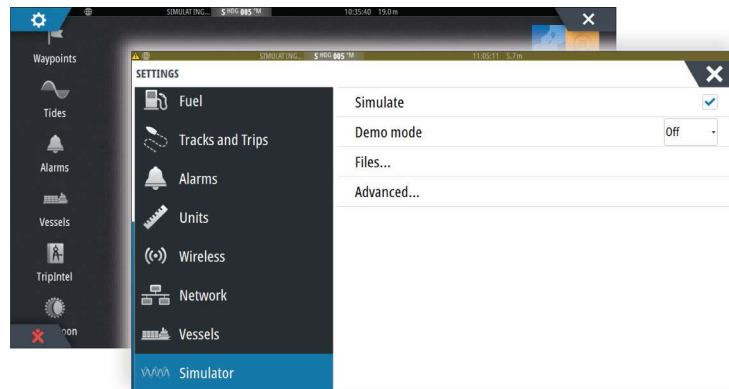 SIMULATING... S HDG 005 °M 10:35:40 19.0 m
Waypoints
Tides
Alarms
Vessels
TripIntel
oon
SIMULATING... S HDG 005 °M 11:05:11 5.7 m
SETTINGS
Fuel
Tracks and Trips
Alarms
Units
Wireless
Network
Vessels
Simulator
Simulate
Demo mode Off
Files...
Advanced...